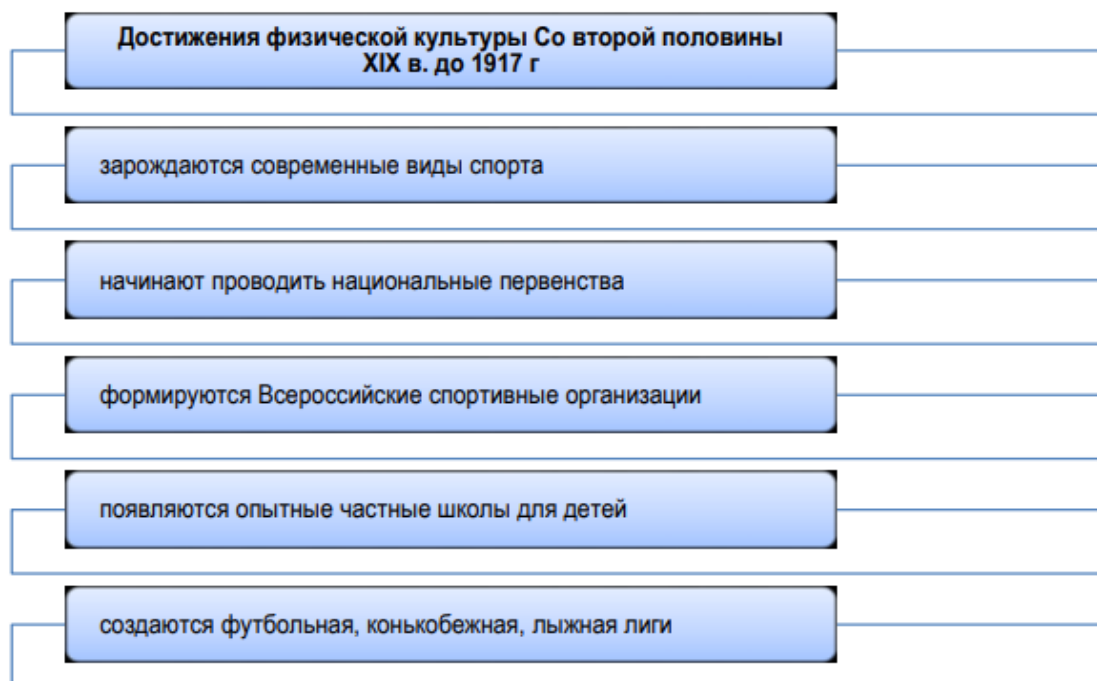 Достижения физической культуры Со второй половины
XIX в. до 1917 г
зарождаются современные виды спорта
начинают проводить национальные первенства
формируются Всероссийские спортивные организации
появляются опытные частные школы для детей
создаются футбольная, конькобежная, лыжная лиги